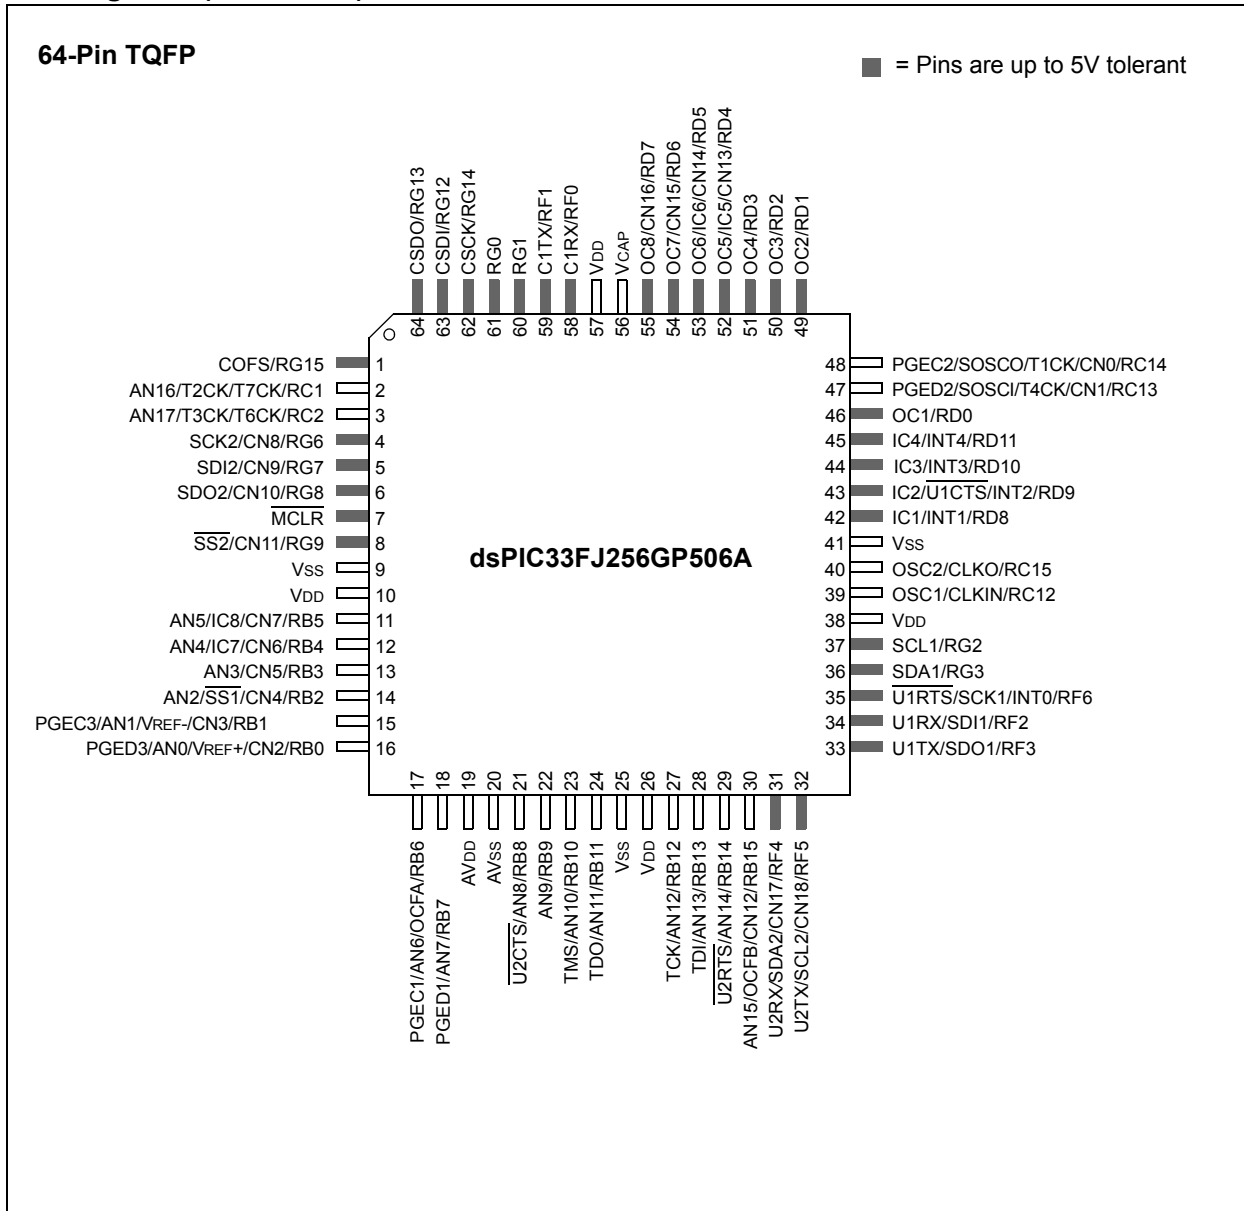 64-Pin TQFP
= Pins are up to 5V tolerant
CSDO/RG13
CSDI/RG12
CSCK/RG14
RG0
RG1
C1TX/RF1
C1RX/RF0
VDD
VCAP
OC8/CN16/RD7
OC7/CN15/RD6
OC6/IC6/CN14/RD5
OC5/IC5/CN13/RD4
OC4/RD3
OC3/RD2
OC2/RD1
64
63
62
61
60
59
58
57
56
55
54
53
52
51
50
49
COFS/RG15 1
AN16/T2CK/T7CK/RC1 2
AN17/T3CK/T6CK/RC2 3
SCK2/CN8/RG6 4
SDI2/CN9/RG7 5
SDO2/CN10/RG8 6
MCLR 7
SS2/CN11/RG9 8
VSS 9
VDD 10
AN5/IC8/CN7/RB5 11
AN4/IC7/CN6/RB4 12
AN3/CN5/RB3 13
AN2/SS1/CN4/RB2 14
PGEC3/AN1/VREF-/CN3/RB1 15
PGED3/AN0/VREF+/CN2/RB0 16
dsPIC33FJ256GP506A
48 PGEC2/SOSCO/T1CK/CN0/RC14
47 PGED2/SOSCI/T4CK/CN1/RC13
46 OC1/RD0
45 IC4/INT4/RD11
44 IC3/INT3/RD10
43 IC2/U1CTS/INT2/RD9
42 IC1/INT1/RD8
41 VSS
40 OSC2/CLKO/RC15
39 OSC1/CLKIN/RC12
38 VDD
37 SCL1/RG2
36 SDA1/RG3
35 U1RTS/SCK1/INT0/RF6
34 U1RX/SDI1/RF2
33 U1TX/SDO1/RF3
17
18
19
20
21
22
23
24
25
26
27
28
29
30
31
32
PGEC1/AN6/OCFA/RB6
PGED1/AN7/RB7
AVDD
AVSS
U2CTS/AN8/RB8
AN9/RB9
TMS/AN10/RB10
TDO/AN11/RB11
VSS
VDD
TCK/AN12/RB12
TDI/AN13/RB13
U2RTS/AN14/RB14
AN15/OCFB/CN12/RB15
U2RX/SDA2/CN17/RF4
U2TX/SCL2/CN18/RF5